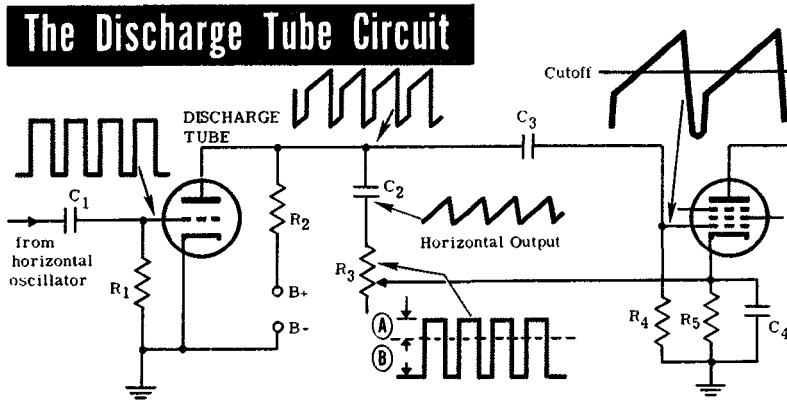 The Discharge Tube Circuit
Cutoff
DISCHARGE
TUBE
C3
C1
C2
R2
from
horizontal
oscillator
Horizontal Output
R1
R3
B+
B-
A
B
R4
R5
C4